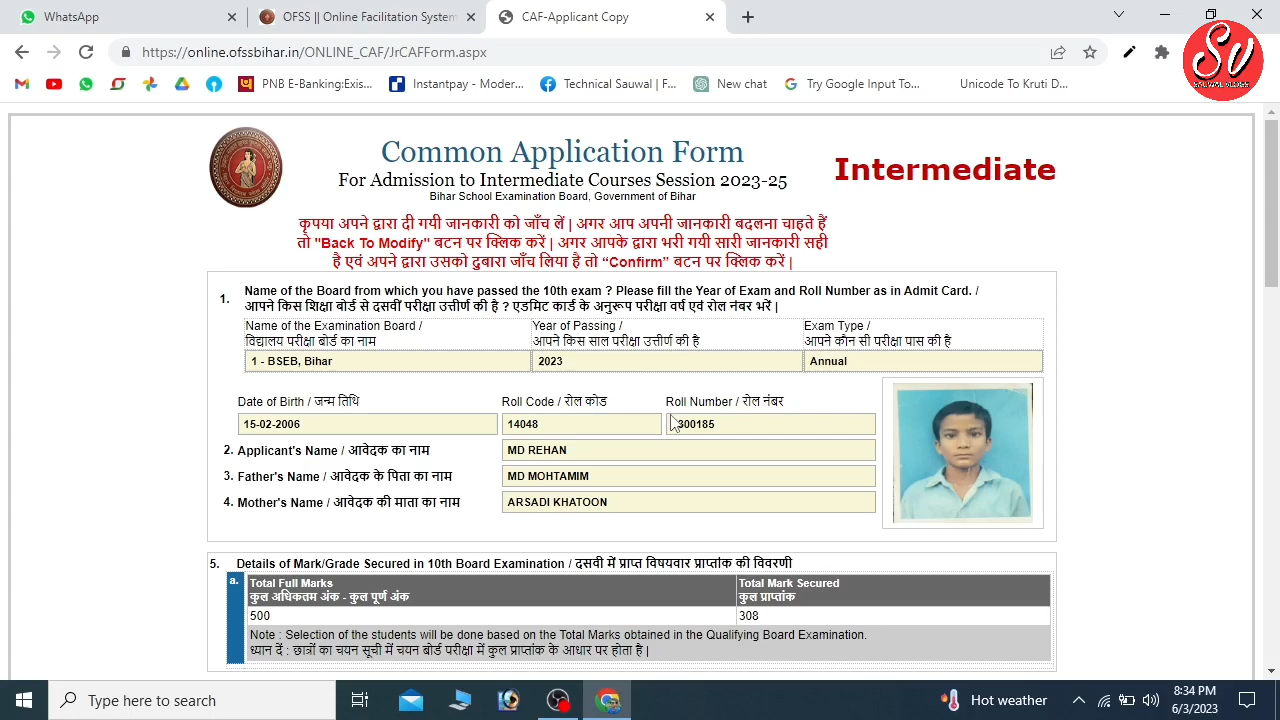 WhatsApp
OFSS || Online Facilitation System
CAF-Applicant Copy
https://online.ofssbihar.in/ONLINE_CAF/JrCAFForm.aspx
PNB E-Banking:Exis...
Instantpay - Moder...
Technical Sauwal | F...
New chat
Try Google Input To...
Unicode To Kruti D...
SV
SAUWAL VLOGS
Common Application Form
For Admission to Intermediate Courses Session 2023-25
Bihar School Examination Board, Government of Bihar
Intermediate
कृपया अपने द्वारा दी गयी जानकारी को जाँच लें | अगर आप अपनी जानकारी बदलना चाहते हैं
तो "Back To Modify" बटन पर क्लिक करें | अगर आपके द्वारा भरी गयी सारी जानकारी सही
है एवं अपने द्वारा उसको दुबारा जाँच लिया है तो “Confirm” बटन पर क्लिक करें |
1. Name of the Board from which you have passed the 10th exam ? Please fill the Year of Exam and Roll Number as in Admit Card. /
आपने किस शिक्षा बोर्ड से दसवीं परीक्षा उत्तीर्ण की है ? एडमिट कार्ड के अनुरूप परीक्षा वर्ष एवं रोल नंबर भरें |
Name of the Examination Board / Year of Passing / Exam Type /
विद्यालय परीक्षा बोर्ड का नाम आपने किस साल परीक्षा उत्तीर्ण की है आपने कौन सी परीक्षा पास की है
1 - BSEB, Bihar 2023 Annual
Date of Birth / जन्म तिथि Roll Code / रोल कोड Roll Number / रोल नंबर
15-02-2006 14048 300185
2. Applicant's Name / आवेदक का नाम MD REHAN
3. Father's Name / आवेदक के पिता का नाम MD MOHTAMIM
4. Mother's Name / आवेदक की माता का नाम ARSADI KHATOON
5. Details of Mark/Grade Secured in 10th Board Examination / दसवी में प्राप्त विषयवार प्राप्तांक की विवरणी
a. Total Full Marks Total Mark Secured
कुल अधिकतम अंक - कुल पूर्ण अंक कुल प्राप्तांक
500 308
Note : Selection of the students will be done based on the Total Marks obtained in the Qualifying Board Examination.
ध्यान दें : छात्रों का चयन सूची में चयन बोर्ड परीक्षा में कुल प्राप्तांक के आधार पर होता है |
Type here to search
Hot weather
8:34 PM
6/3/2023